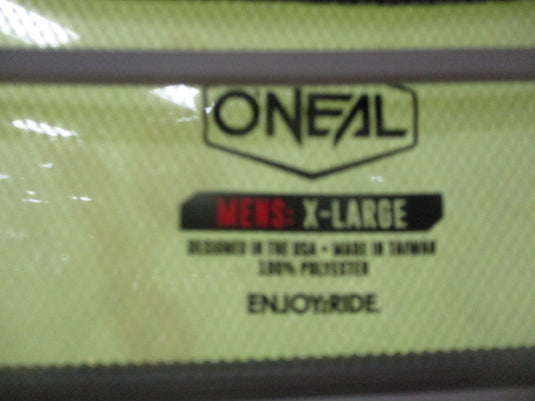 O'NEAL
MENS: X-LARGE
DESIGNED IN THE USA • MADE IN TAIWAN
100% POLYESTER
ENJOY:RIDE.